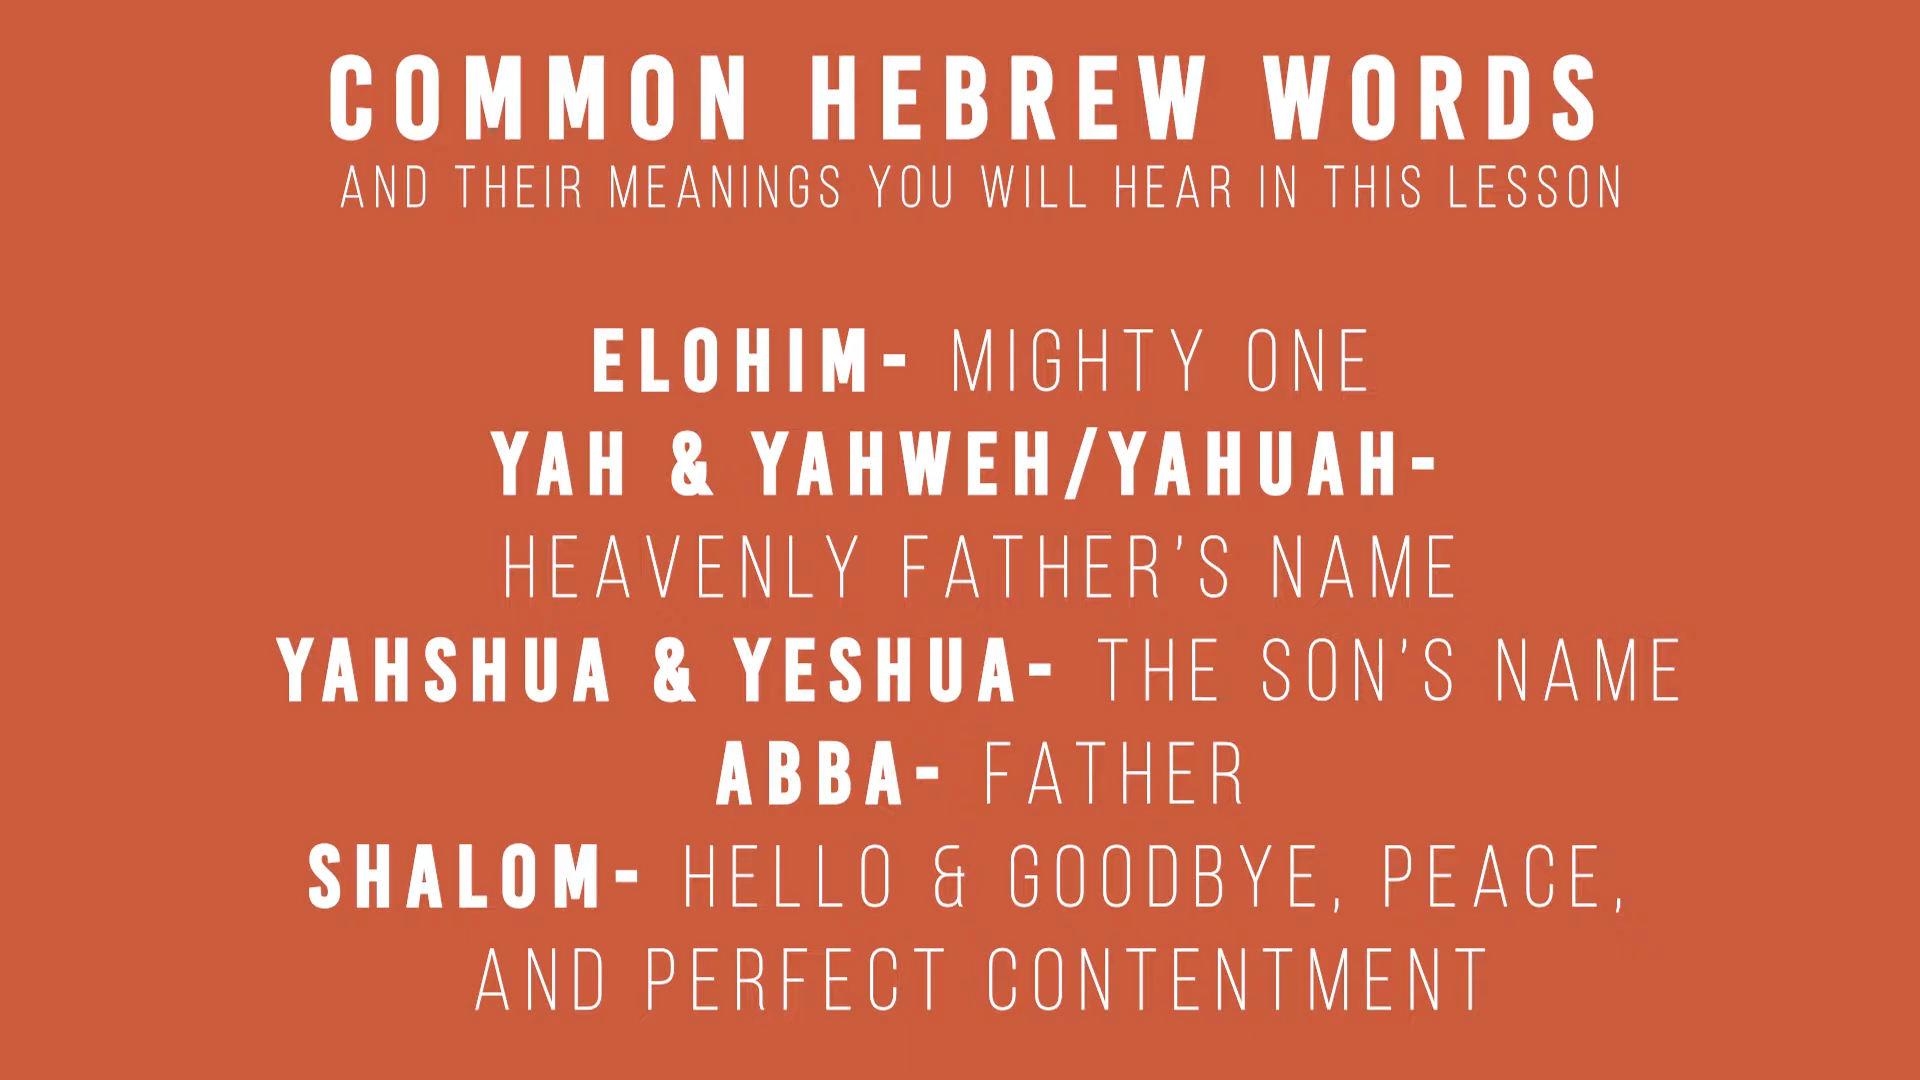 COMMON HEBREW WORDS
AND THEIR MEANINGS YOU WILL HEAR IN THIS LESSON
ELOHIM- MIGHTY ONE
YAH & YAHWEH/YAHUAH-
HEAVENLY FATHER'S NAME
YAHSHUA & YESHUA- THE SON'S NAME
ABBA- FATHER
SHALOM- HELLO & GOODBYE, PEACE,
AND PERFECT CONTENTMENT